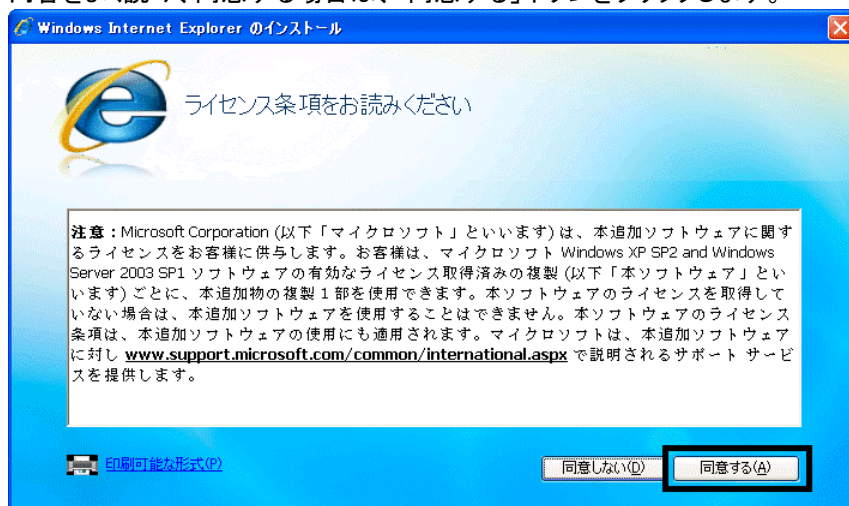 Windows Internet Explorer のインストール
ライセンス条項をお読みください
注意：Microsoft Corporation (以下「マイクロソフト」といいます) は、本追加ソフトウェアに関す
るライセンスをお客様に供与します。お客様は、マイクロソフト Windows XP SP2 and Windows
Server 2003 SP1 ソフトウェアの有効なライセンス取得済みの複製 (以下「本ソフトウェア」とい
います) ごとに、本追加物の複製 1 部を使用できます。本ソフトウェアのライセンスを取得して
いない場合は、本追加ソフトウェアを使用することはできません。本ソフトウェアのライセンス
条項は、本追加ソフトウェアの使用にも適用されます。マイクロソフトは、本追加ソフトウェア
に対し www.support.microsoft.com/common/international.aspx で説明されるサポート サービ
スを提供します。
印刷可能な形式(P)
同意しない(D)
同意する(A)